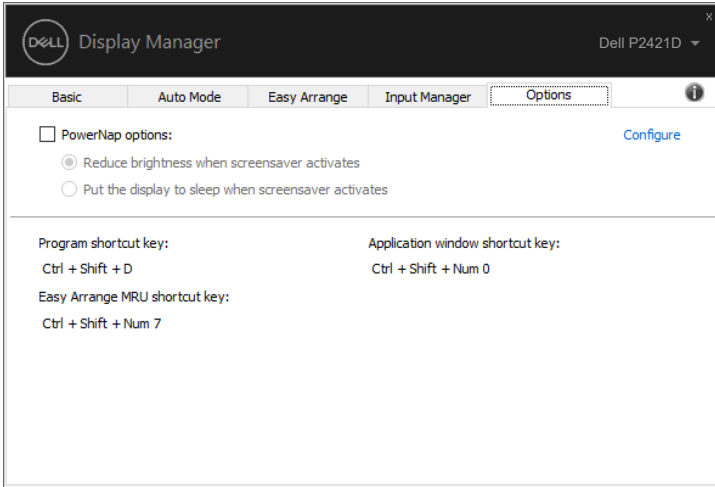 x
DELL Display Manager
Dell P2421D
Basic Auto Mode Easy Arrange Input Manager Options i
PowerNap options: Configure
Reduce brightness when screensaver activates
Put the display to sleep when screensaver activates
Program shortcut key: Application window shortcut key:
Ctrl + Shift + D Ctrl + Shift + Num 0
Easy Arrange MRU shortcut key:
Ctrl + Shift + Num 7